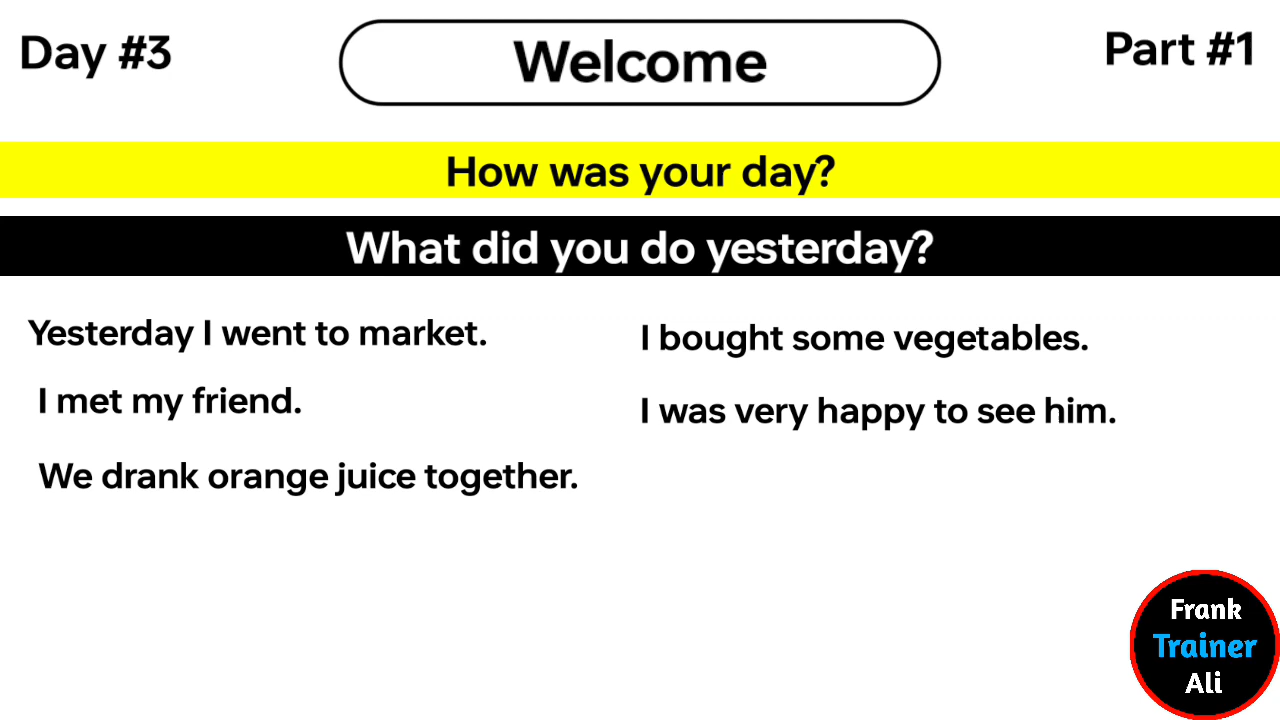 Day #3
Welcome
Part #1
How was your day?
What did you do yesterday?
Yesterday I went to market.
I bought some vegetables.
I met my friend.
I was very happy to see him.
We drank orange juice together.
Frank
Trainer
Ali